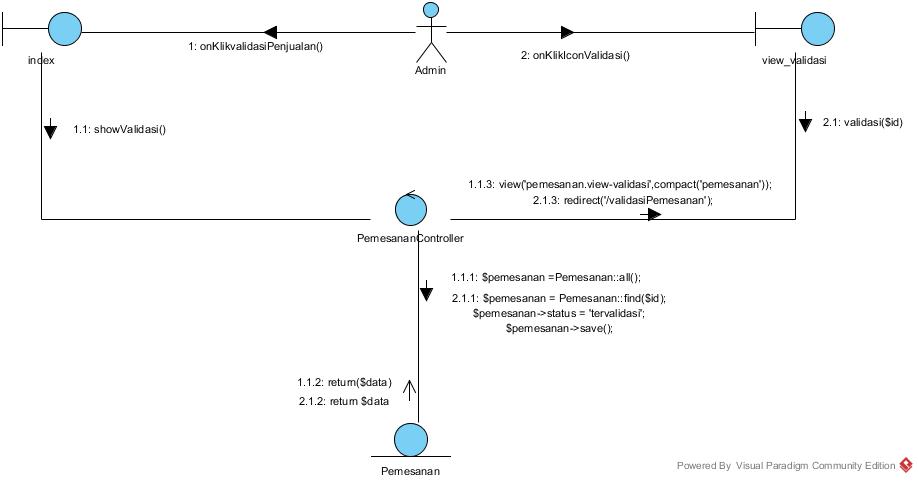 1: onKlikvalidasiPenjualan()
2: onKlikIconValidasi()
index
Admin
view_validasi
1.1: showValidasi()
2.1: validasi($id)
1.1.3: view('pemesanan.view-validasi',compact('pemesanan'));
2.1.3: redirect('/validasiPemesanan');
PemesananController
1.1.1: $pemesanan =Pemesanan::all();
2.1.1: $pemesanan = Pemesanan::find($id);
$pemesanan->status = 'tervalidasi';
$pemesanan->save();
1.1.2: return($data)
2.1.2: return $data
Pemesanan
Powered By Visual Paradigm Community Edition